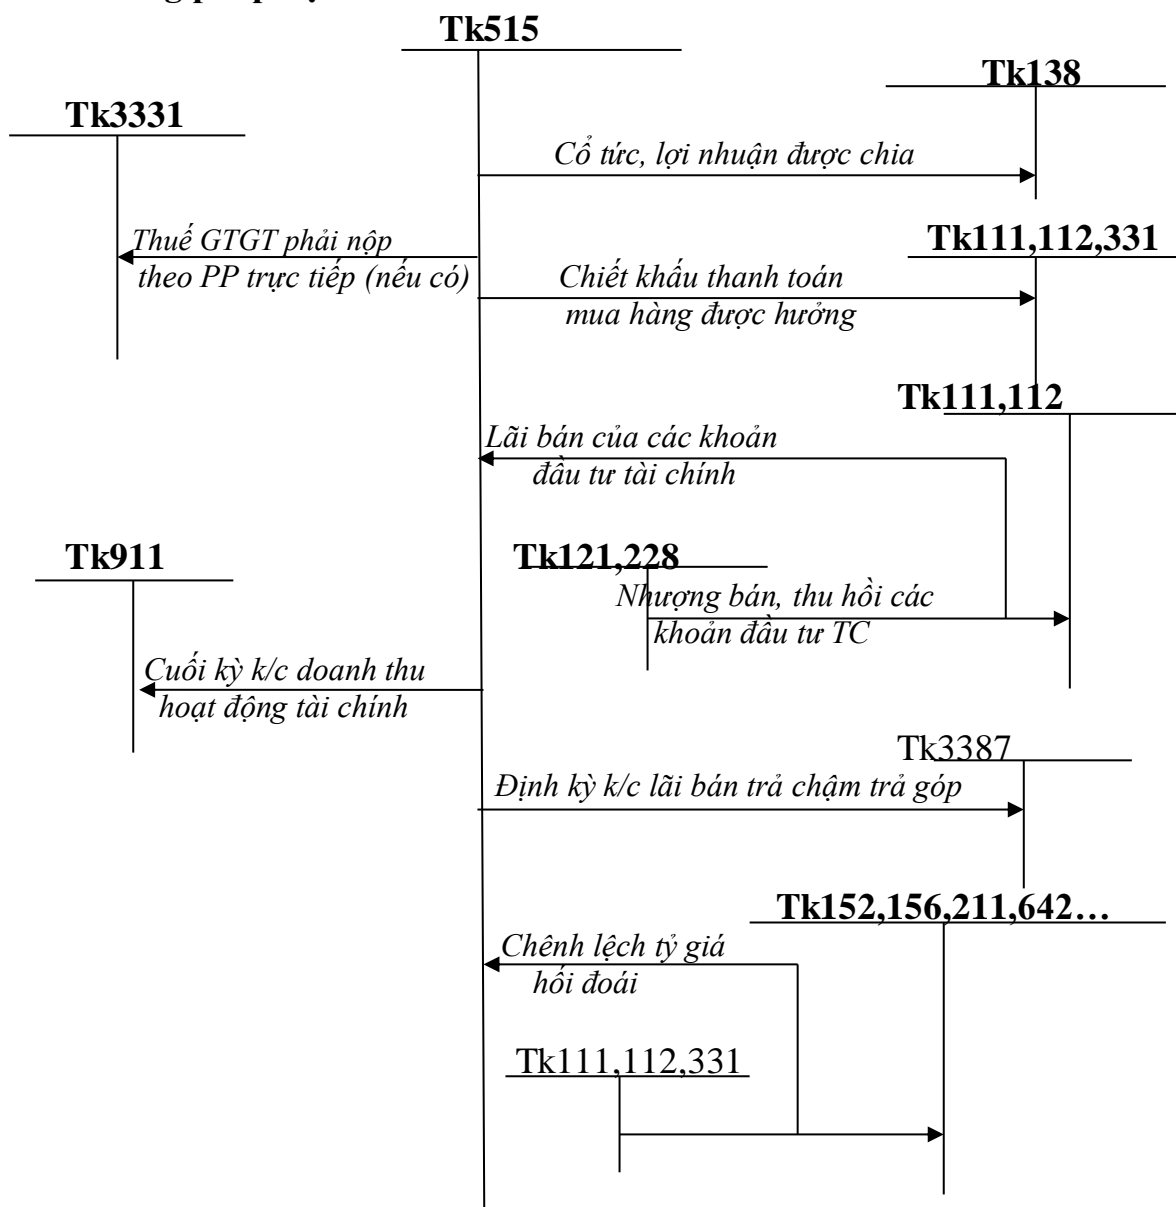 Tk515
Tk138
Tk3331
Cổ tức, lợi nhuận được chia
Thuế GTGT phải nộp
theo PP trực tiếp (nếu có)
Tk111,112,331
Chiết khấu thanh toán
mua hàng được hưởng
Tk111,112
Lãi bán của các khoản
đầu tư tài chính
Tk911
Tk121,228
Nhượng bán, thu hồi các
khoản đầu tư TC
Cuối kỳ k/c doanh thu
hoạt động tài chính
Tk3387
Định kỳ k/c lãi bán trả chậm trả góp
Tk152,156,211,642…
Chênh lệch tỷ giá
hối đoái
Tk111,112,331